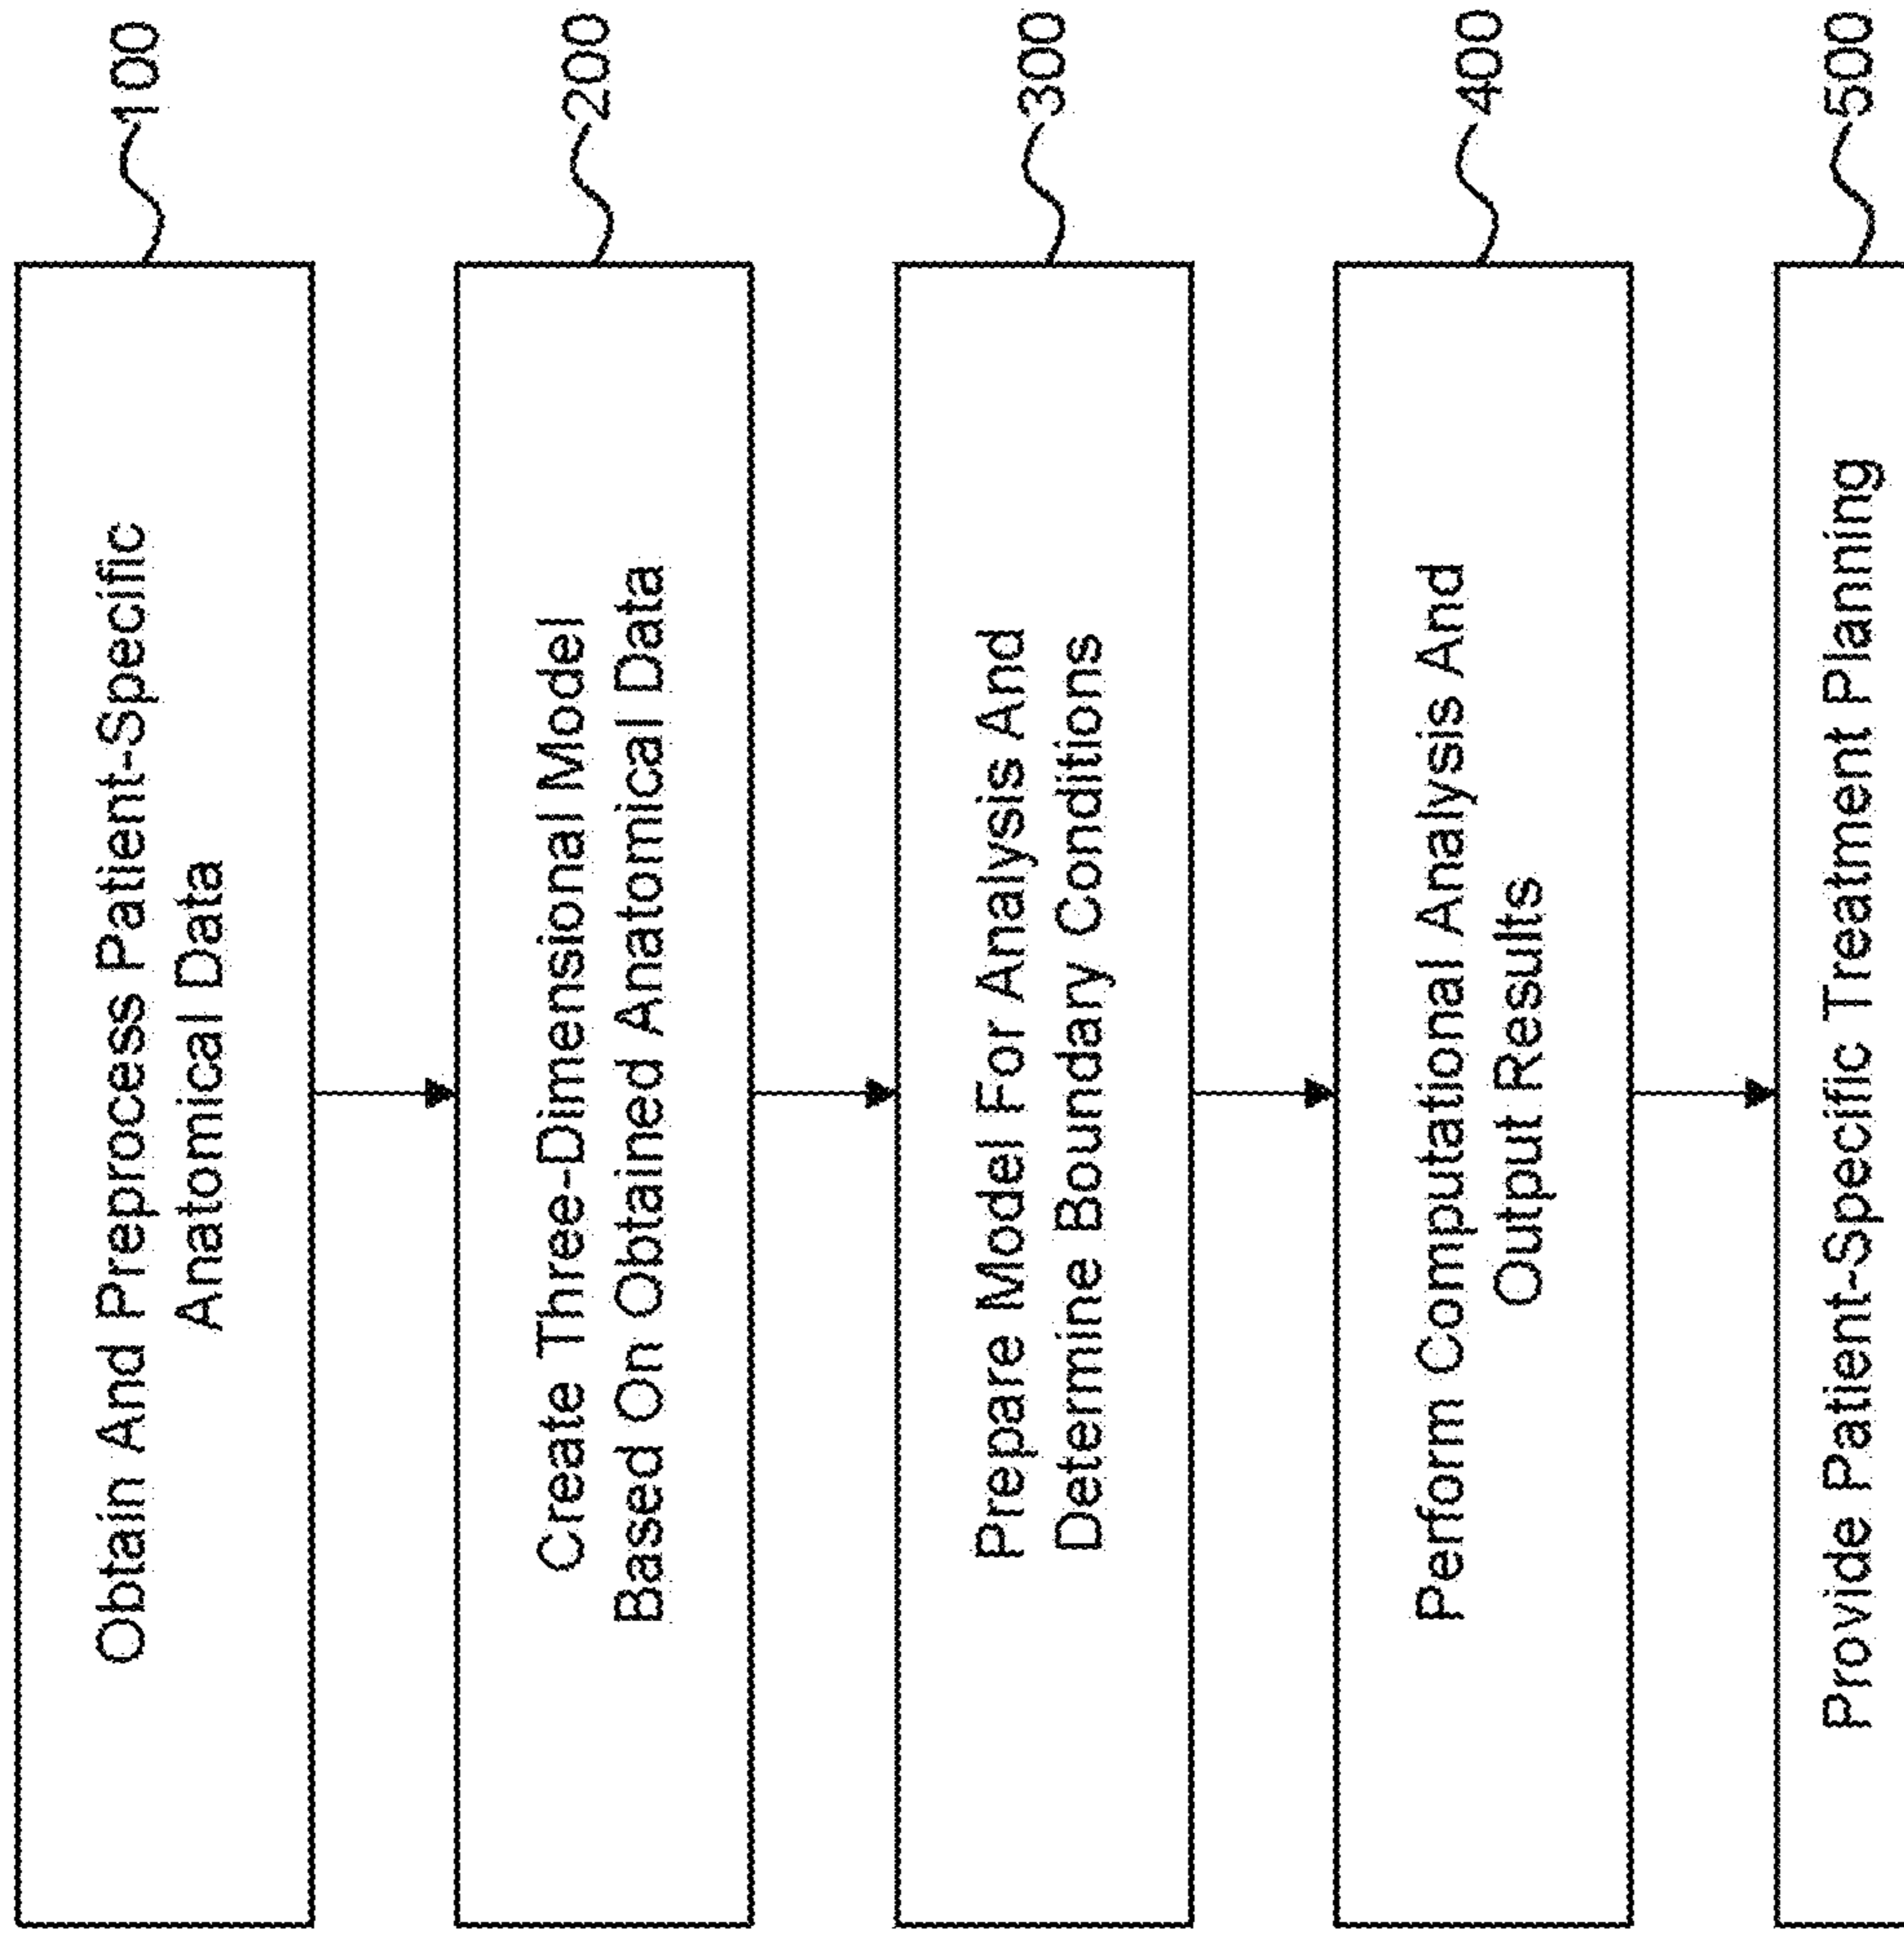 Obtain And Preprocess Patient-Specific
Anatomical Data
100
Create Three-Dimensional Model
Based On Obtained Anatomical Data
200
Prepare Model For Analysis And
Determine Boundary Conditions
300
Perform Computational Analysis And
Output Results
400
Provide Patient-Specific Treatment Planning
500